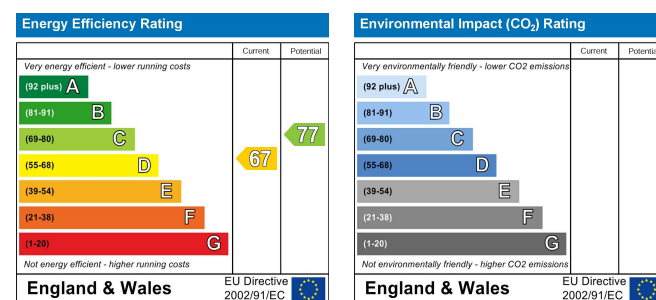 Energy Efficiency Rating
Current Potential
Very energy efficient - lower running costs
(92 plus) A
(81-91) B
(69-80) C
(55-68) D
(39-54) E
(21-38) F
(1-20) G
67
77
Not energy efficient - higher running costs
England & Wales
EU Directive
2002/91/EC
Environmental Impact (CO2) Rating
Current Potentia
Very environmentally friendly - lower CO2 emissions
(92 plus) A
(81-91) B
(69-80) C
(55-68) D
(39-54) E
(21-38) F
(1-20) G
Not environmentally friendly - higher CO2 emissions
England & Wales
EU Directive
2002/91/EC